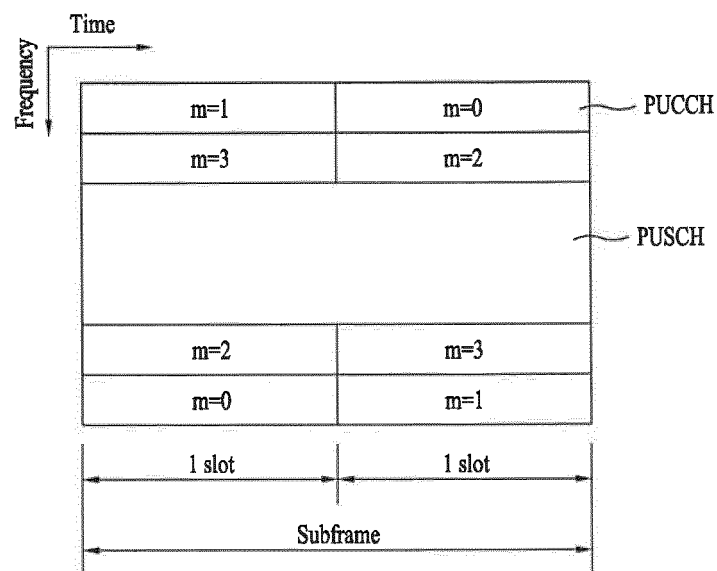 Time
Frequency
m=1 m=0 PUCCH
m=3 m=2
PUSCH
m=2 m=3
m=0 m=1
1 slot 1 slot
Subframe